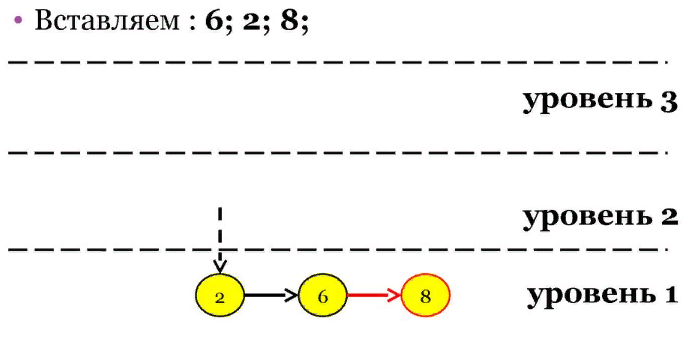 • Вставляем : 6; 2; 8;
уровень 3
уровень 2
2 6 8 уровень 1